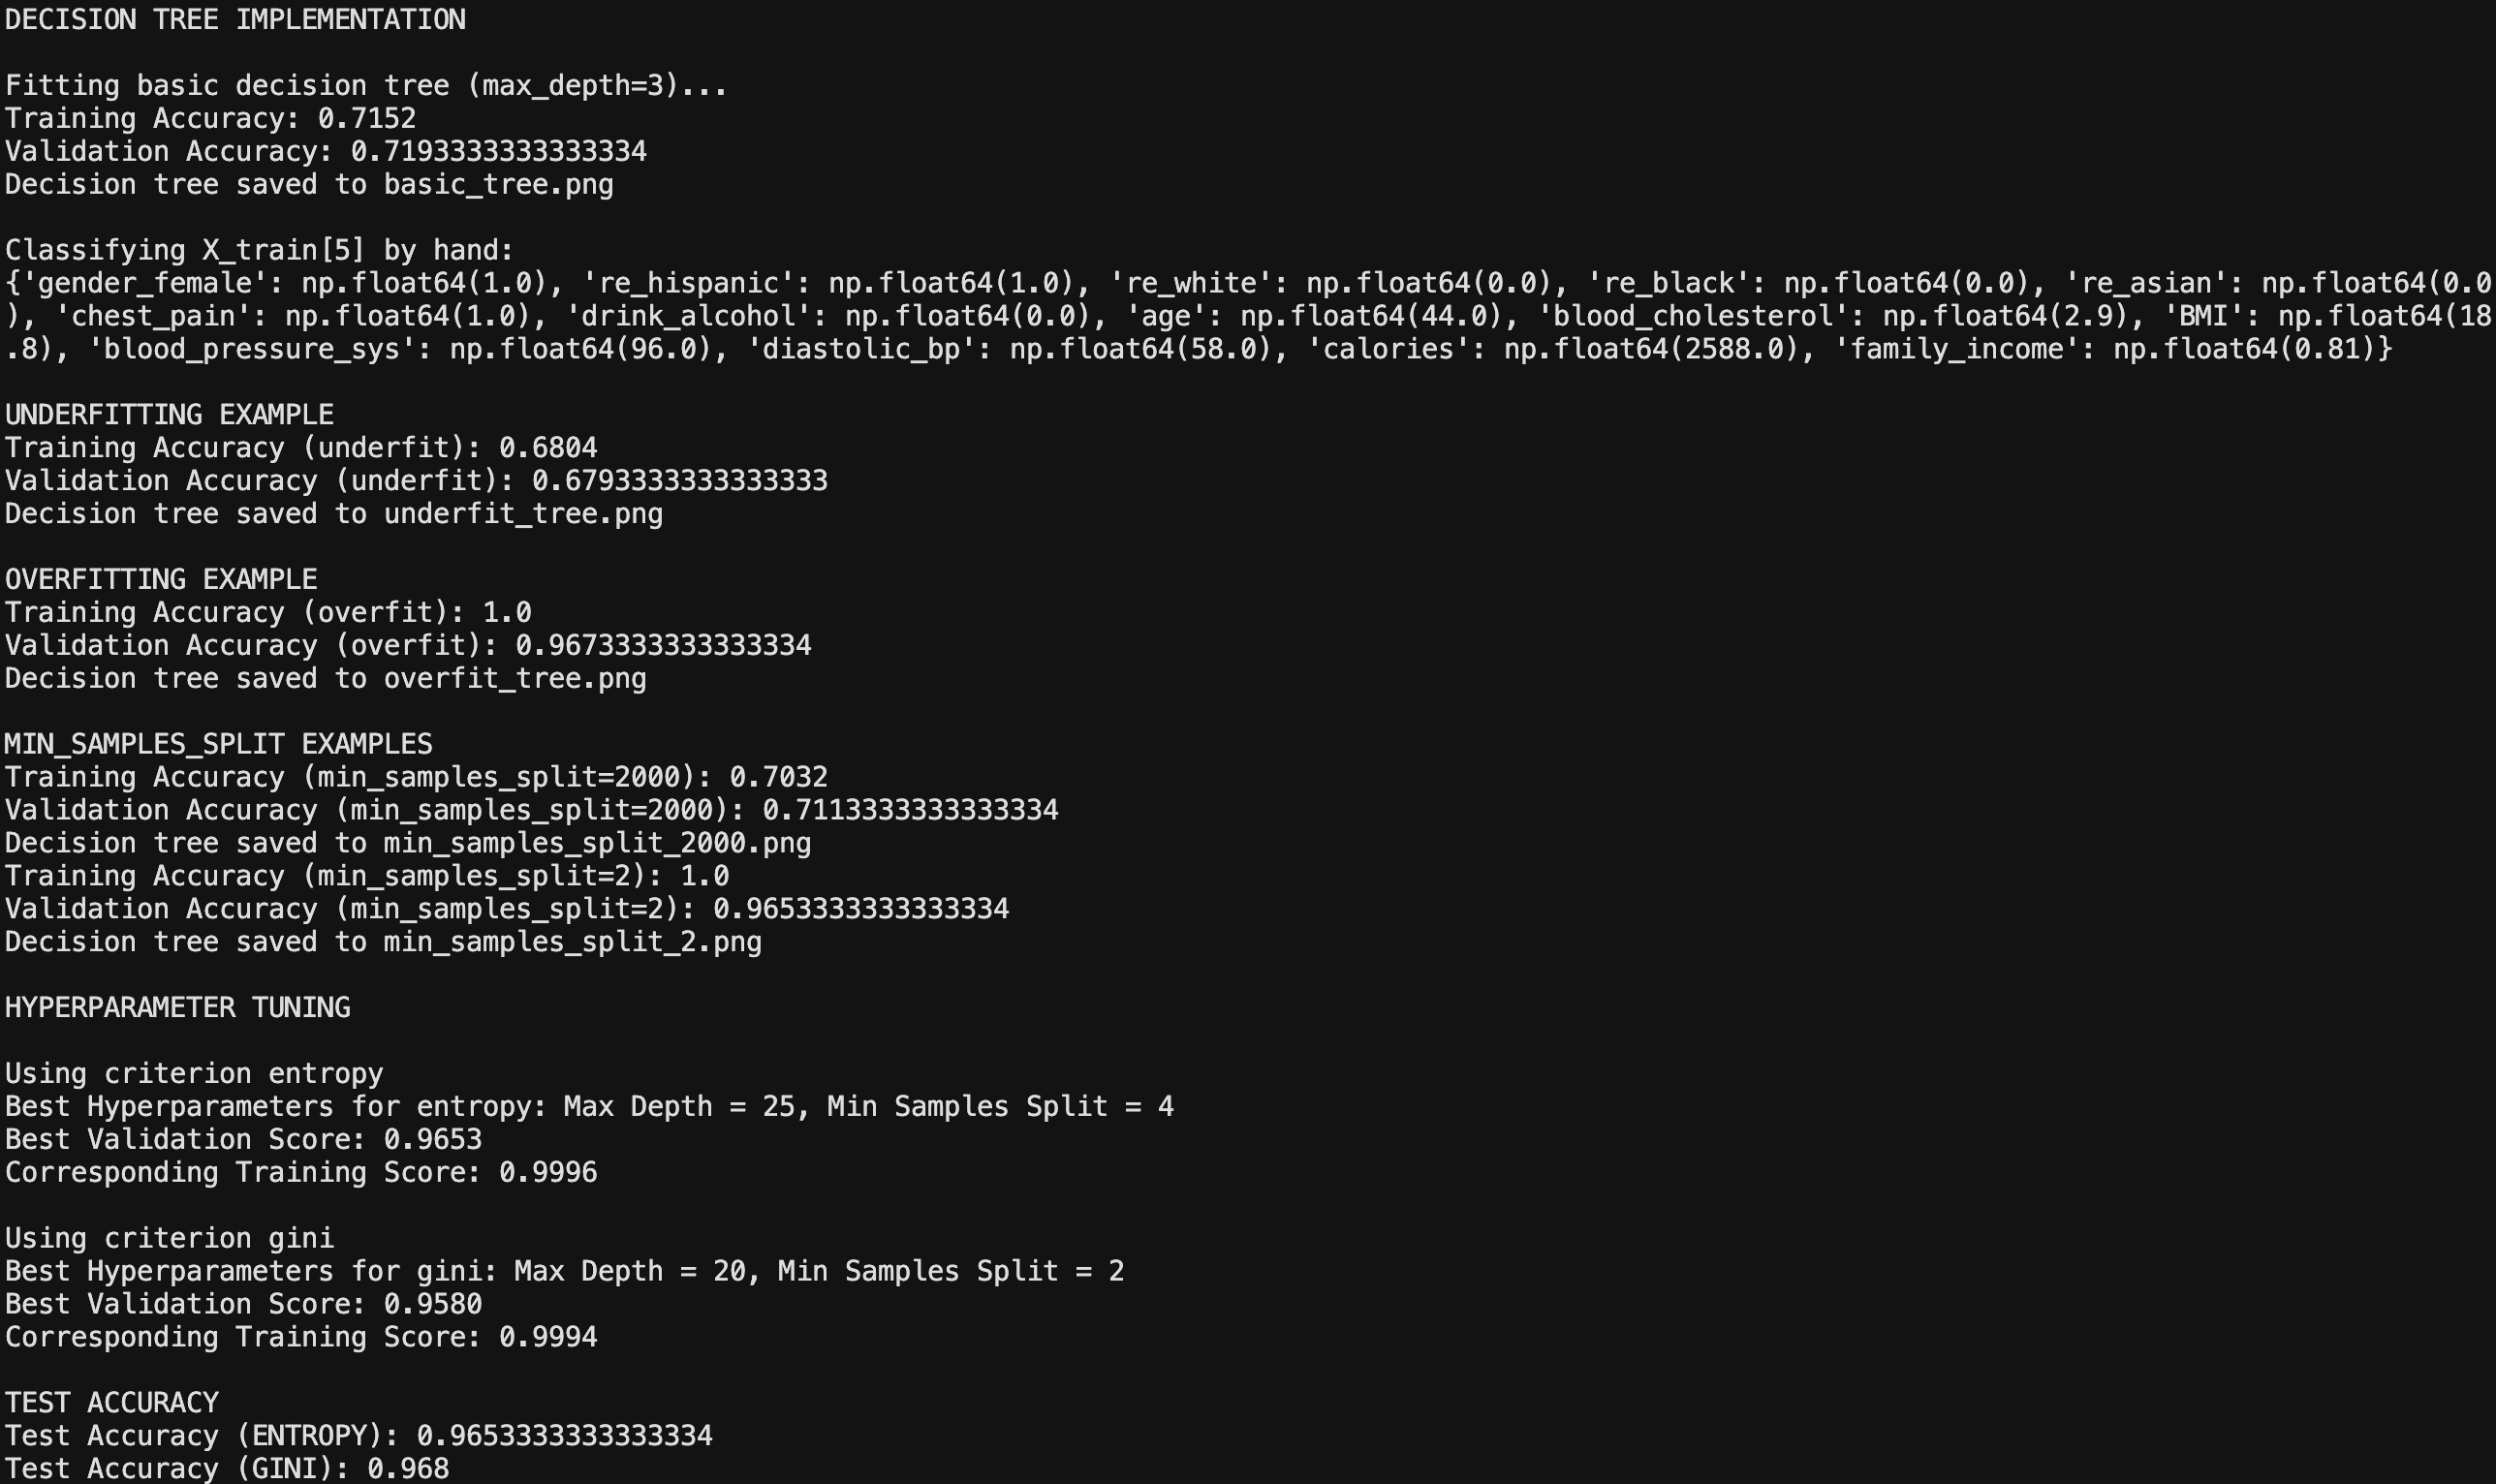 DECISION TREE IMPLEMENTATION
Fitting basic decision tree (max_depth=3)...
Training Accuracy: 0.7152
Validation Accuracy: 0.7193333333333334
Decision tree saved to basic_tree.png
Classifying X_train[5] by hand:
{'gender_female': np.float64(1.0), 're_hispanic': np.float64(1.0), 're_white': np.float64(0.0), 're_black': np.float64(0.0), 're_asian': np.float64(0.0
), 'chest_pain': np.float64(1.0), 'drink_alcohol': np.float64(0.0), 'age': np.float64(44.0), 'blood_cholesterol': np.float64(2.9), 'BMI': np.float64(18
.8), 'blood_pressure_sys': np.float64(96.0), 'diastolic_bp': np.float64(58.0), 'calories': np.float64(2588.0), 'family_income': np.float64(0.81)}
UNDERFITTING EXAMPLE
Training Accuracy (underfit): 0.6804
Validation Accuracy (underfit): 0.6793333333333333
Decision tree saved to underfit_tree.png
OVERFITTING EXAMPLE
Training Accuracy (overfit): 1.0
Validation Accuracy (overfit): 0.9673333333333334
Decision tree saved to overfit_tree.png
MIN_SAMPLES_SPLIT EXAMPLES
Training Accuracy (min_samples_split=2000): 0.7032
Validation Accuracy (min_samples_split=2000): 0.7113333333333334
Decision tree saved to min_samples_split_2000.png
Training Accuracy (min_samples_split=2): 1.0
Validation Accuracy (min_samples_split=2): 0.9653333333333334
Decision tree saved to min_samples_split_2.png
HYPERPARAMETER TUNING
Using criterion entropy
Best Hyperparameters for entropy: Max Depth = 25, Min Samples Split = 4
Best Validation Score: 0.9653
Corresponding Training Score: 0.9996
Using criterion gini
Best Hyperparameters for gini: Max Depth = 20, Min Samples Split = 2
Best Validation Score: 0.9580
Corresponding Training Score: 0.9994
TEST ACCURACY
Test Accuracy (ENTROPY): 0.9653333333333334
Test Accuracy (GINI): 0.968